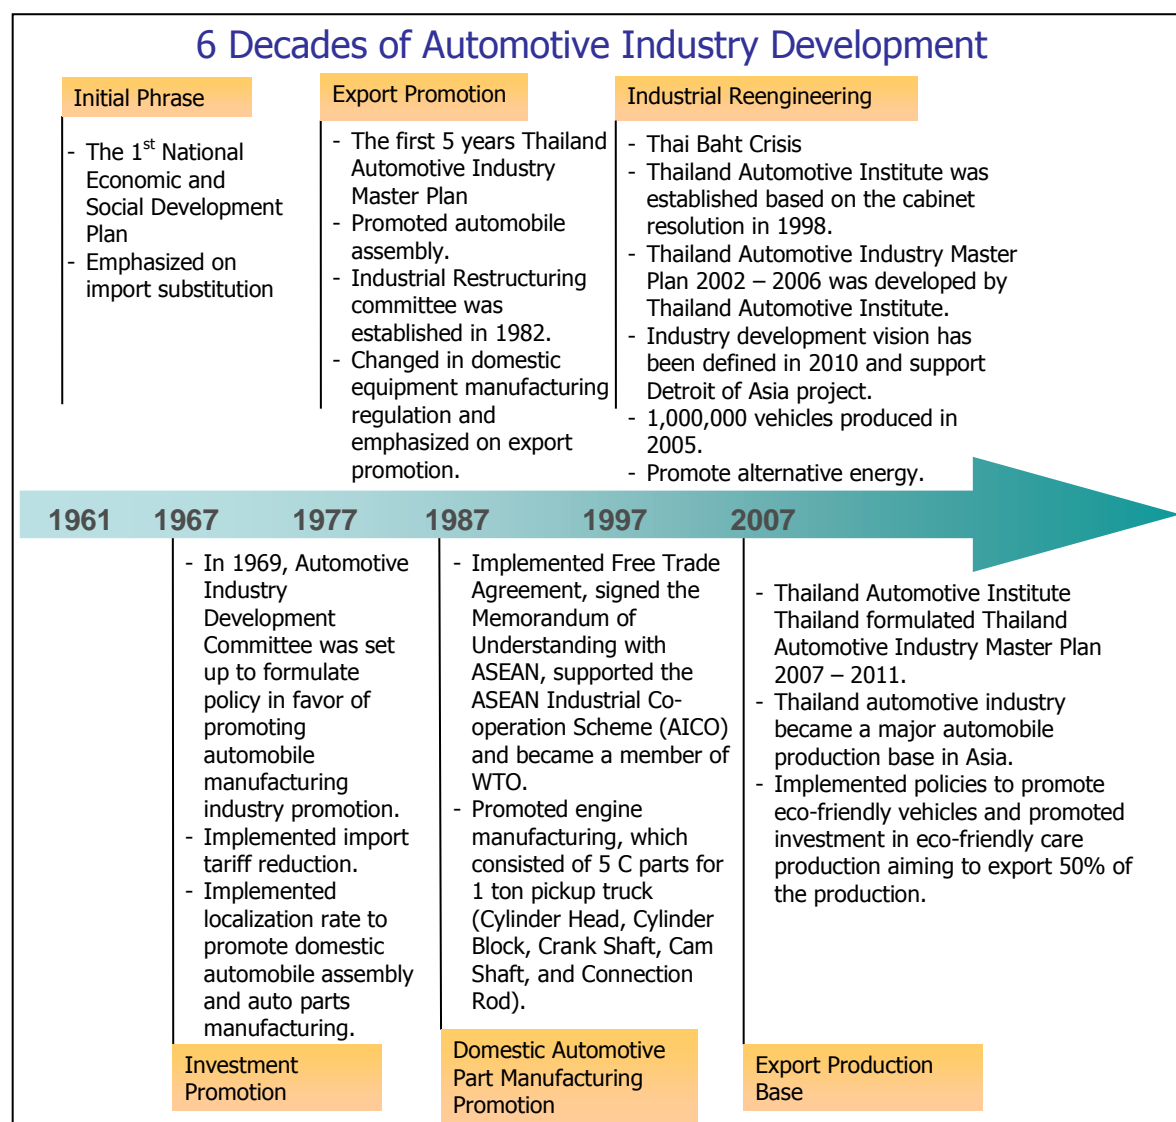 6 Decades of Automotive Industry Development
Initial Phrase
- The 1st National
Economic and
Social Development
Plan
- Emphasized on
import substitution
Export Promotion
- The first 5 years Thailand
Automotive Industry
Master Plan
- Promoted automobile
assembly.
- Industrial Restructuring
committee was
established in 1982.
- Changed in domestic
equipment manufacturing
regulation and
emphasized on export
promotion.
Industrial Reengineering
- Thai Baht Crisis
- Thailand Automotive Institute was
established based on the cabinet
resolution in 1998.
- Thailand Automotive Industry Master
Plan 2002 – 2006 was developed by
Thailand Automotive Institute.
- Industry development vision has
been defined in 2010 and support
Detroit of Asia project.
- 1,000,000 vehicles produced in
2005.
- Promote alternative energy.
1961 1967 1977 1987 1997 2007
- In 1969, Automotive
Industry
Development
Committee was set
up to formulate
policy in favor of
promoting
automobile
manufacturing
industry promotion.
- Implemented import
tariff reduction.
- Implemented
localization rate to
promote domestic
automobile assembly
and auto parts
manufacturing.
Investment
Promotion
- Implemented Free Trade
Agreement, signed the
Memorandum of
Understanding with
ASEAN, supported the
ASEAN Industrial Co-
operation Scheme (AICO)
and became a member of
WTO.
- Promoted engine
manufacturing, which
consisted of 5 C parts for
1 ton pickup truck
(Cylinder Head, Cylinder
Block, Crank Shaft, Cam
Shaft, and Connection
Rod).
Domestic Automotive
Part Manufacturing
Promotion
- Thailand Automotive Institute
Thailand formulated Thailand
Automotive Industry Master Plan
2007 – 2011.
- Thailand automotive industry
became a major automobile
production base in Asia.
- Implemented policies to promote
eco-friendly vehicles and promoted
investment in eco-friendly care
production aiming to export 50% of
the production.
Export Production
Base